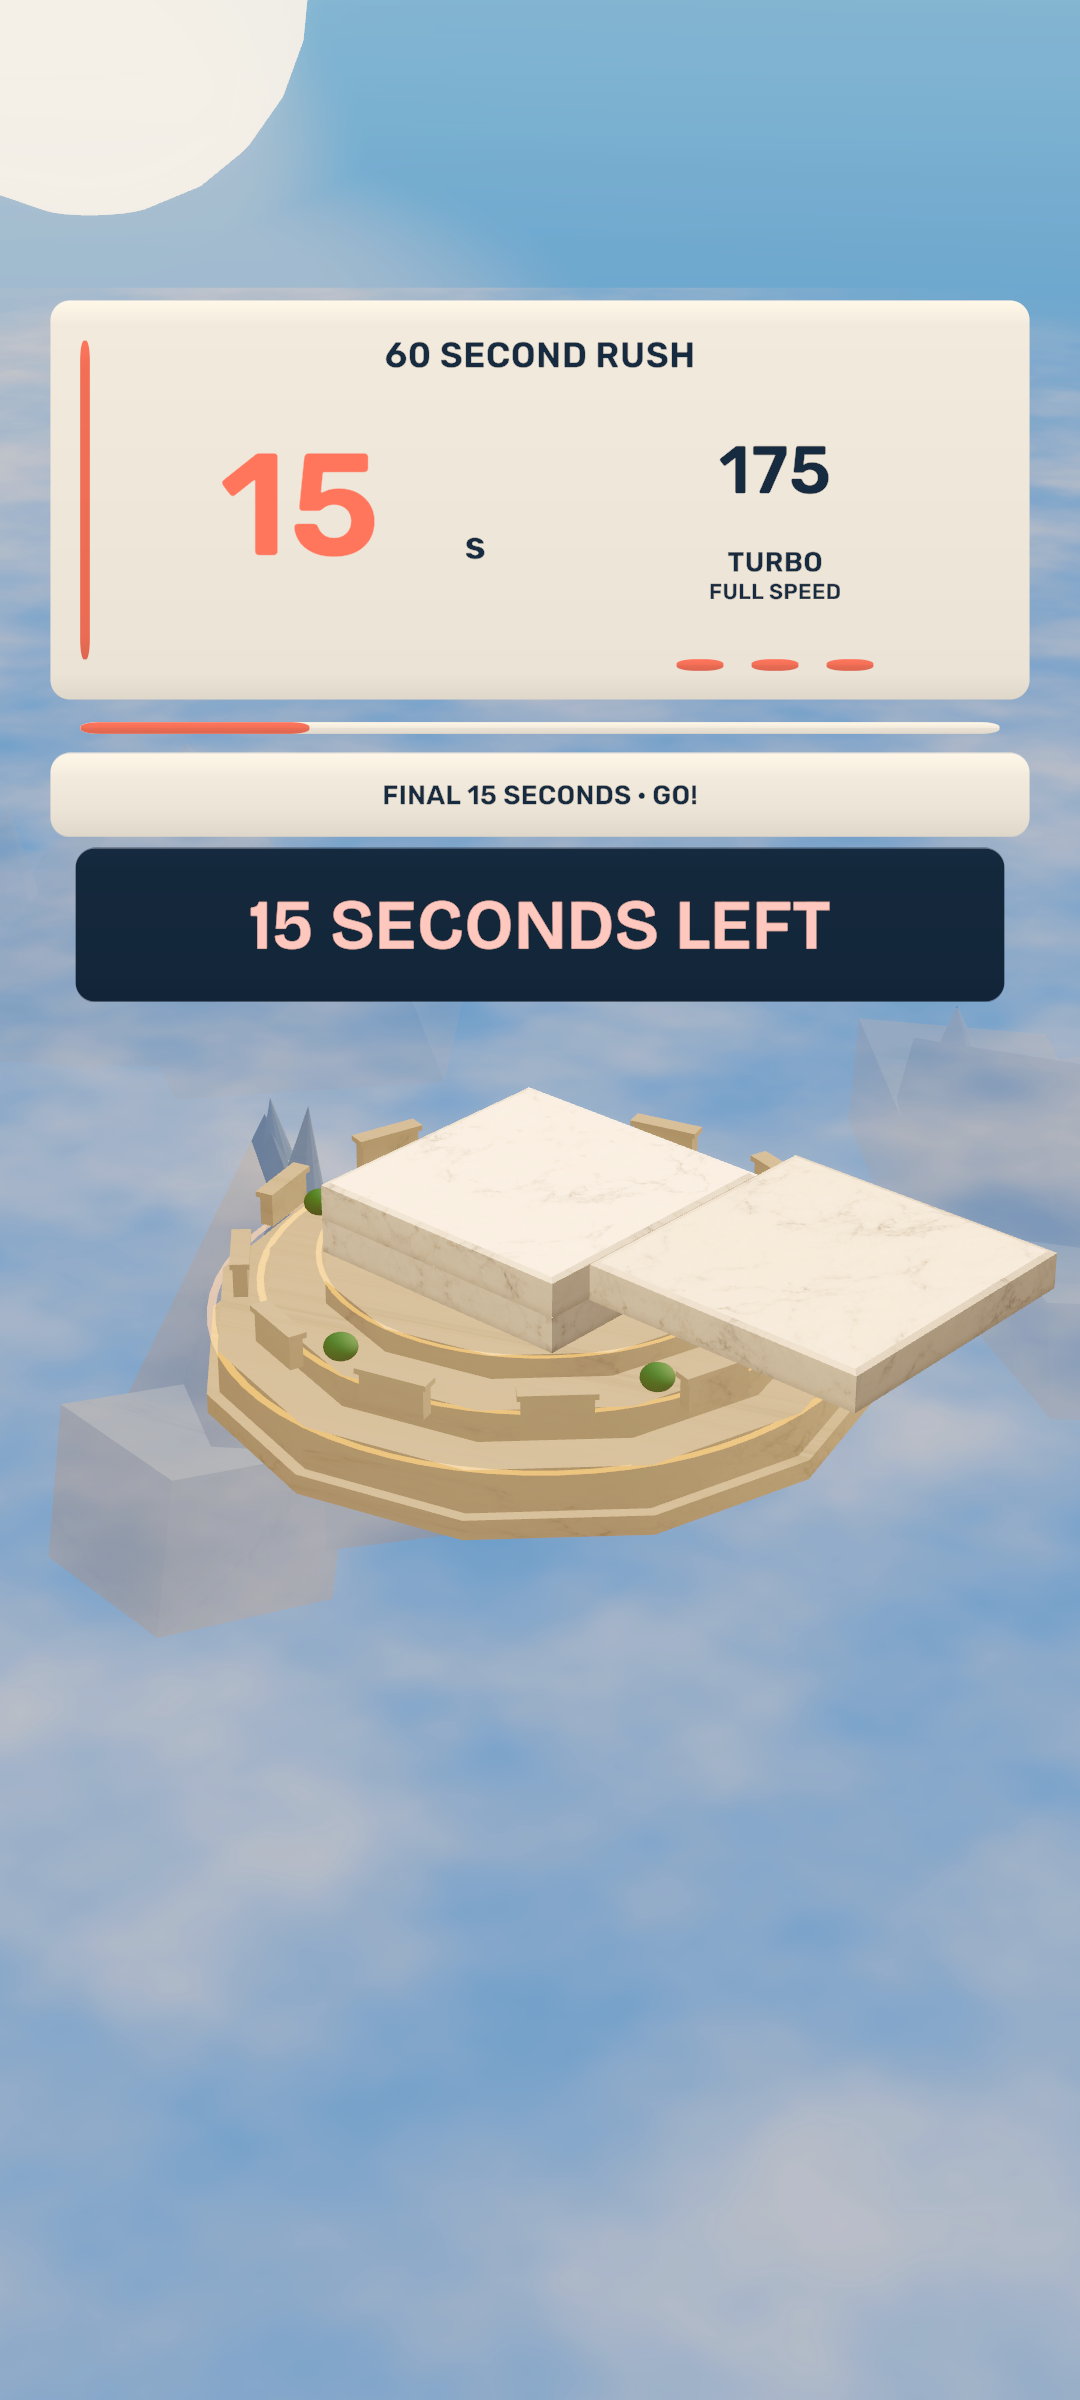 60 SECOND RUSH
15 s
175
TURBO
FULL SPEED
FINAL 15 SECONDS • GO!
15 SECONDS LEFT